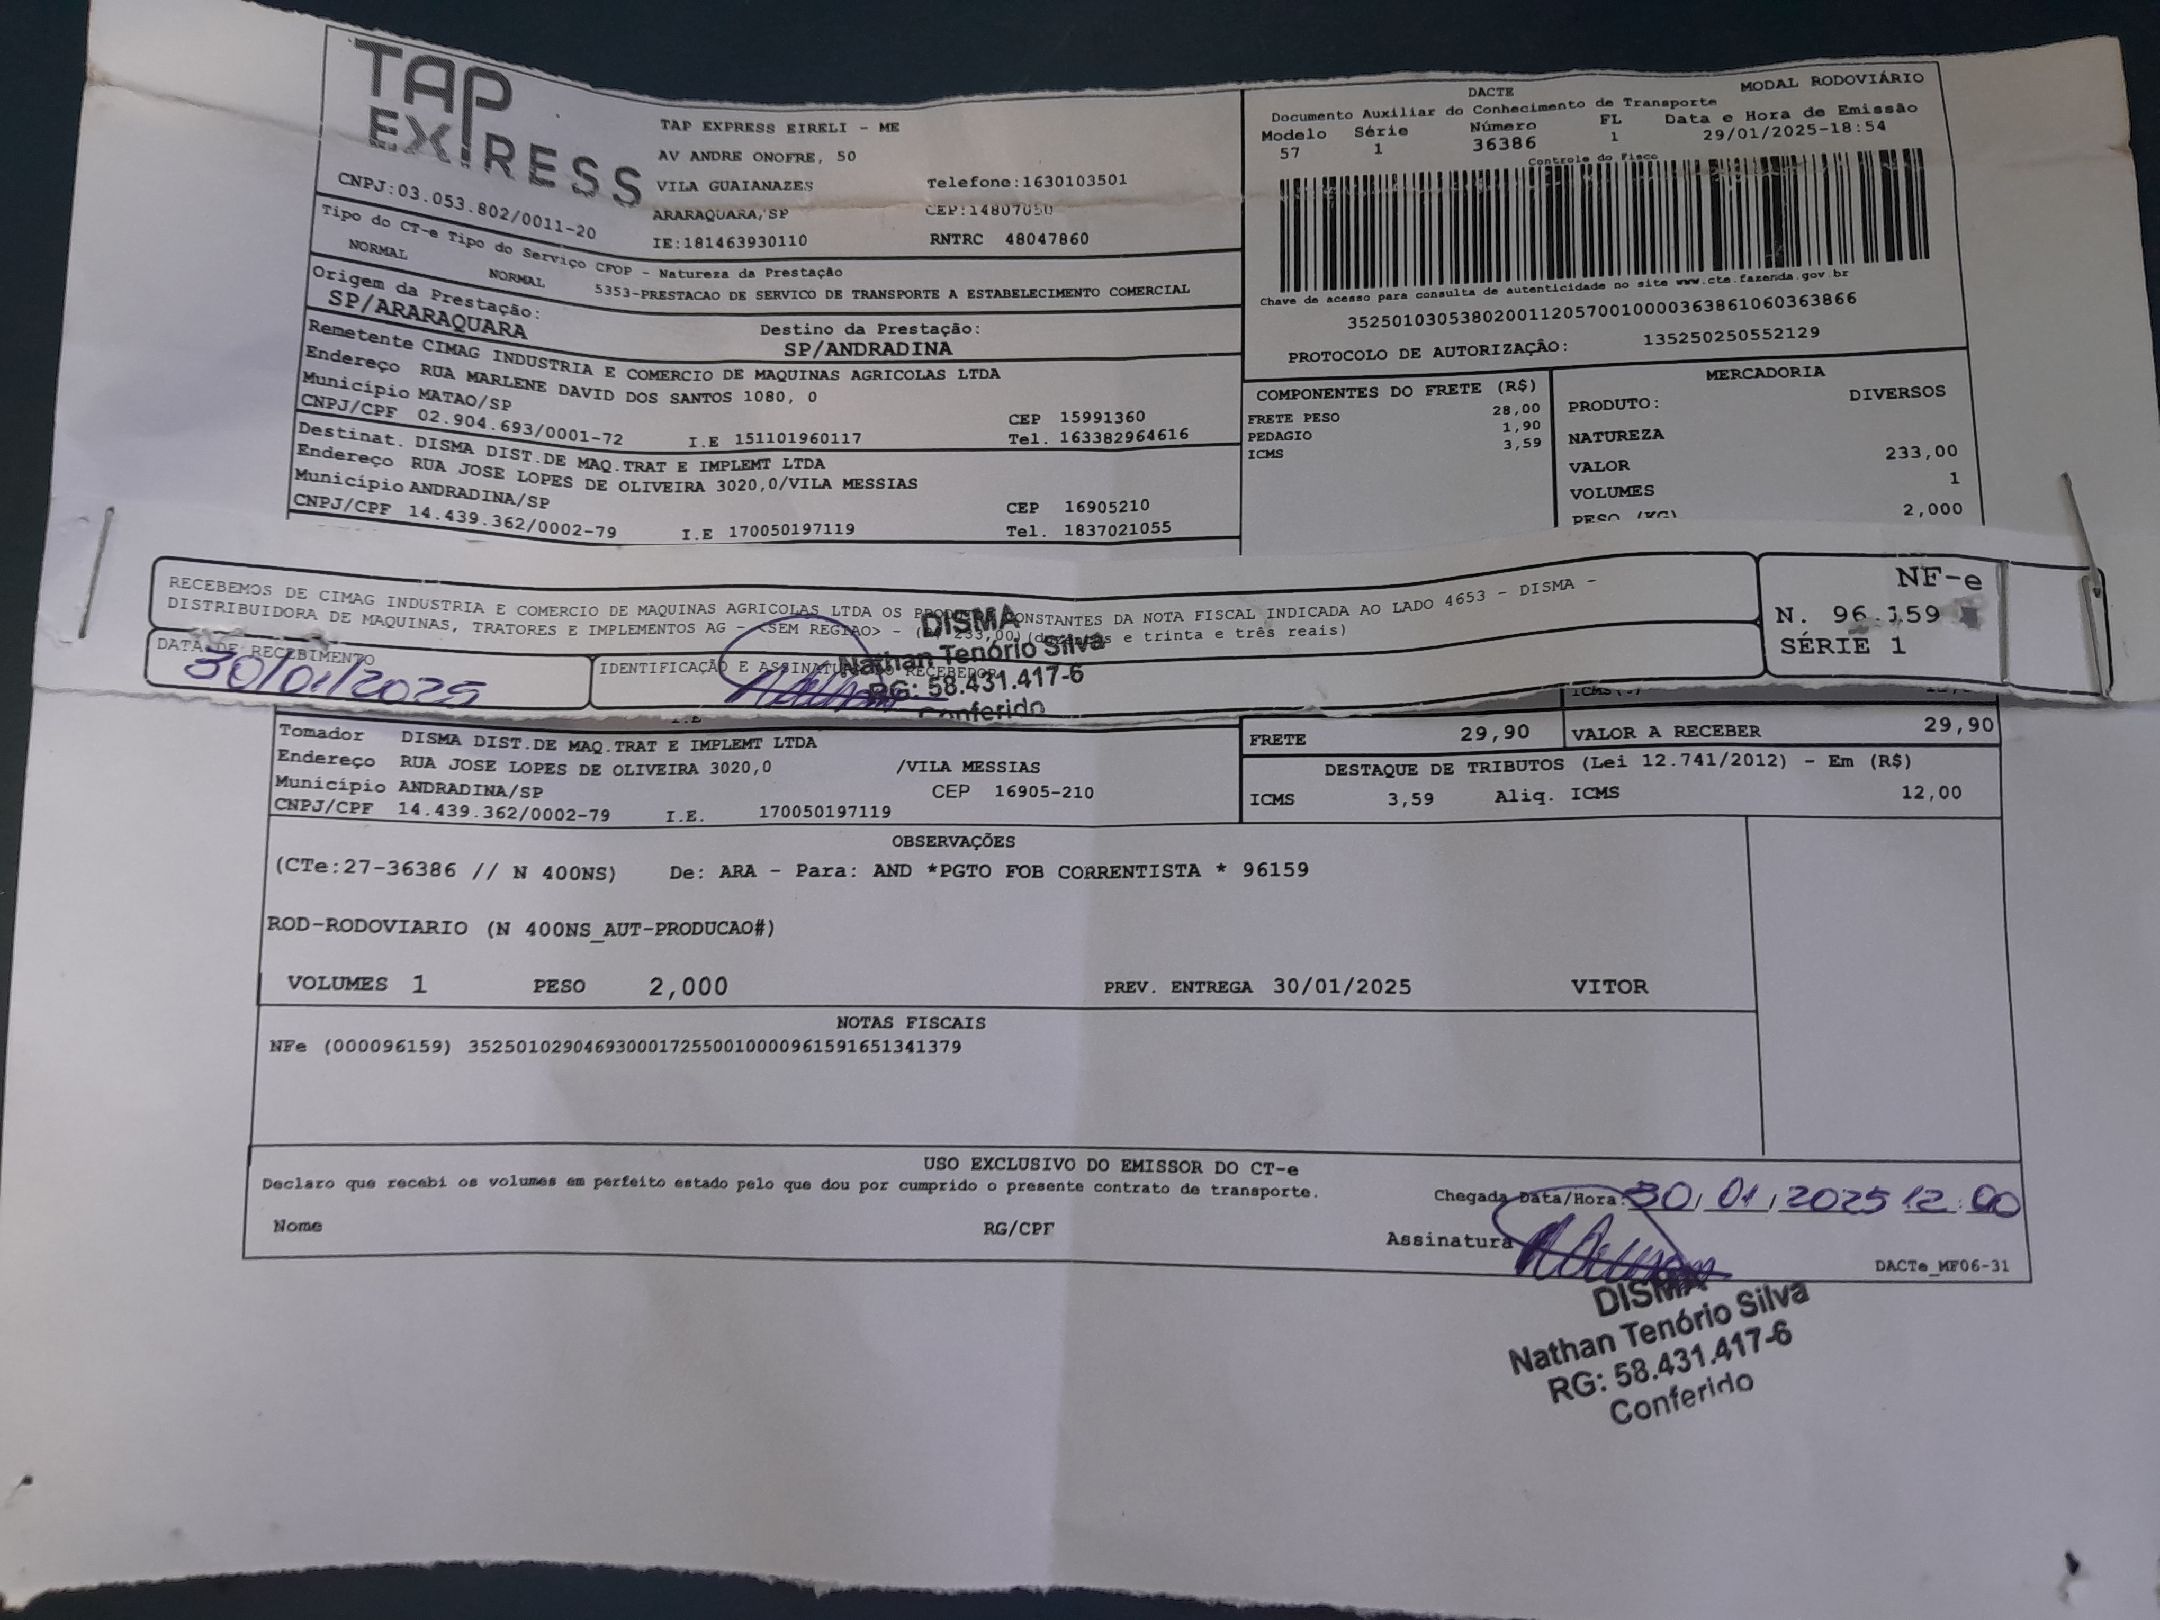 TAP
EXPRESS
CNPJ:03.053.802/0011-20
TAP EXPRESS EIRELI - ME
AV ANDRE ONOFRE, 50
VILA GUAIANAZES Telefone:1630103501
ARARAQUARA/SP CEP:14807050
IE:181463930110 RNTRC 48047860
Tipo do CT-e Tipo do Serviço CFOP - Natureza da Prestação
NORMAL NORMAL 5353-PRESTACAO DE SERVICO DE TRANSPORTE A ESTABELECIMENTO COMERCIAL
Origem da Prestação: Destino da Prestação:
SP/ARARAQUARA SP/ANDRADINA
Remetente CIMAG INDUSTRIA E COMERCIO DE MAQUINAS AGRICOLAS LTDA
Endereço RUA MARLENE DAVID DOS SANTOS 1080, 0
Município MATAO/SP CEP 15991360
CNPJ/CPF 02.904.693/0001-72 I.E 151101960117 Tel. 163382964616
Destinat. DISMA DIST.DE MAQ.TRAT E IMPLEMT LTDA
Endereço RUA JOSE LOPES DE OLIVEIRA 3020,0/VILA MESSIAS
Município ANDRADINA/SP CEP 16905210
CNPJ/CPF 14.439.362/0002-79 I.E 170050197119 Tel. 1837021055
DACTE MODAL RODOVIÁRIO
Documento Auxiliar do Conhecimento de Transporte
Modelo Série Número FL Data e Hora de Emissão
57 1 36386 1 29/01/2025-18:54
Controle do Fisco
Chave de acesso para consulta de autenticidade no site www.cte.fazenda.gov.br
35250103053802001120570010000363861060363866
PROTOCOLO DE AUTORIZAÇÃO: 135250250552129
COMPONENTES DO FRETE (R$)
FRETE PESO 28,00
PEDAGIO 1,90
ICMS 3,59
MERCADORIA
PRODUTO: DIVERSOS
NATUREZA
VALOR 233,00
VOLUMES 1
PESO (KG) 2,000
RECEBEMOS DE CIMAG INDUSTRIA E COMERCIO DE MAQUINAS AGRICOLAS LTDA OS CONSTANTES DA NOTA FISCAL INDICADA AO LADO 4653 - DISMA -
DISTRIBUIDORA DE MAQUINAS, TRATORES E IMPLEMENTOS AG - <SEM REGIAO> - (R$ 233,00) (duzentos e trinta e três reais)
DATA DE RECEBIMENTO IDENTIFICAÇÃO E ASSINATURA DO RECEBEDOR
30/01/2025
DISMA
Nathan Tenório Silva
RG: 58.431.417-6
Conferido
NF-e
N. 96.159
SÉRIE 1
Tomador DISMA DIST.DE MAQ.TRAT E IMPLEMT LTDA
Endereço RUA JOSE LOPES DE OLIVEIRA 3020,0 /VILA MESSIAS
Município ANDRADINA/SP CEP 16905-210
CNPJ/CPF 14.439.362/0002-79 I.E. 170050197119
FRETE 29,90 VALOR A RECEBER 29,90
DESTAQUE DE TRIBUTOS (Lei 12.741/2012) - Em (R$)
ICMS 3,59 Aliq. ICMS 12,00
OBSERVAÇÕES
(CTe:27-36386 // N 400NS) De: ARA - Para: AND *PGTO FOB CORRENTISTA * 96159
ROD-RODOVIARIO (N 400NS_AUT-PRODUCAO#)
VOLUMES 1 PESO 2,000 PREV. ENTREGA 30/01/2025 VITOR
NOTAS FISCAIS
NFe (000096159) 35250102904693000172550010000961591651341379
USO EXCLUSIVO DO EMISSOR DO CT-e
Declaro que recebi os volumes em perfeito estado pelo que dou por cumprido o presente contrato de transporte.
Chegada Data/Hora: 30/01/2025 12:00
Nome RG/CPF Assinatura
DACTe_MF06-31
DISMA
Nathan Tenório Silva
RG: 58.431.417-6
Conferido